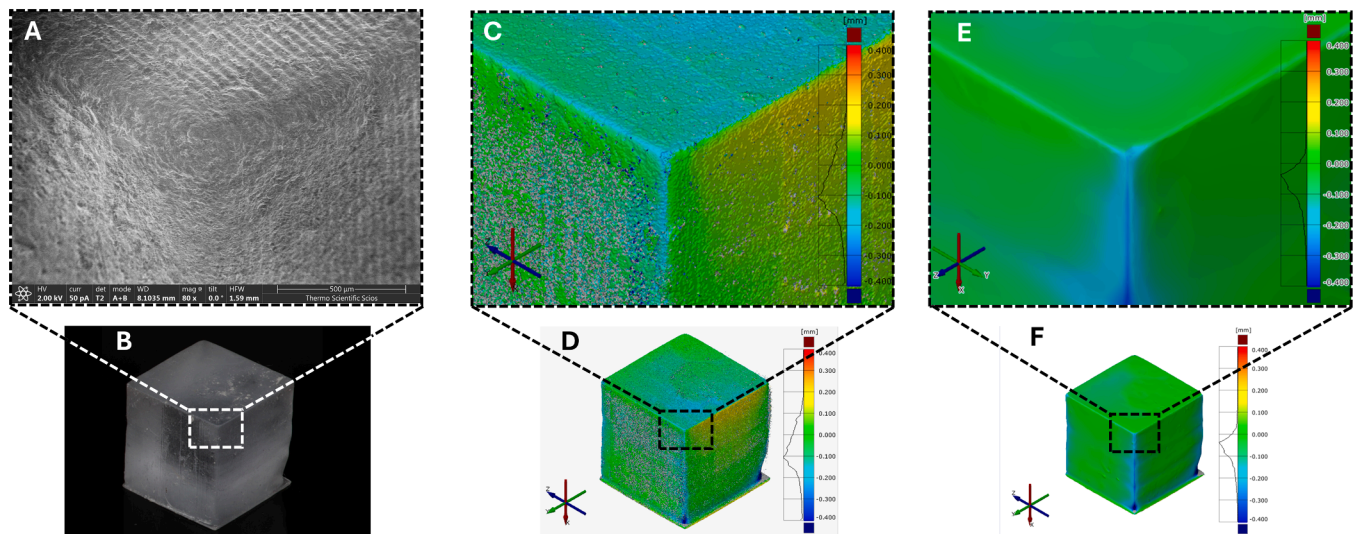 A
HV curr det mode WD mag HFW tilt
2.00 kV 50 pA T2 A+B 8.1035 mm 80 x 0.0° 1.59 mm
500 µm
Thermo Scientific Scios
B
C
[mm]
0.400
0.300
0.200
0.100
0.000
-0.100
-0.200
-0.300
-0.400
D
[mm]
0.400
0.300
0.200
0.100
0.000
-0.100
-0.200
-0.300
-0.400
Z
Y
X
E
[mm]
0.400
0.300
0.200
0.100
0.000
-0.100
-0.200
-0.300
-0.400
Z
Y
X
F
[mm]
0.400
0.300
0.200
0.100
0.000
-0.100
-0.200
-0.300
-0.400
Z
Y
X